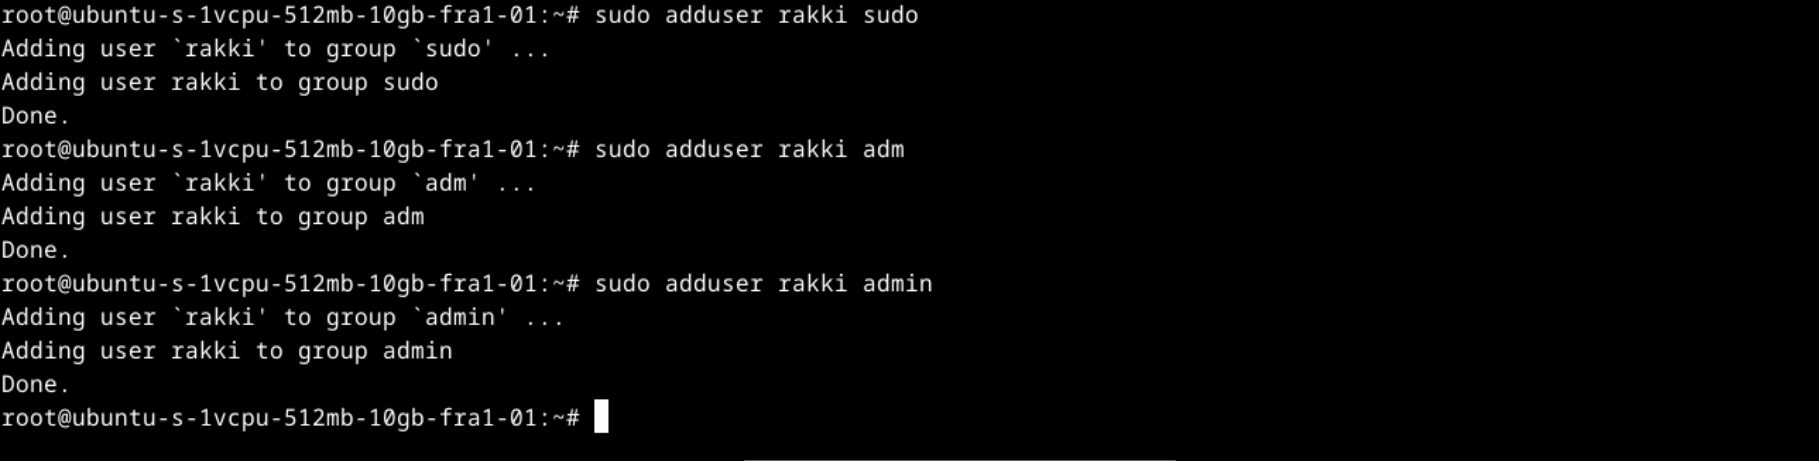 root@ubuntu-s-1vcpu-512mb-10gb-fra1-01:~# sudo adduser rakki sudo
Adding user `rakki' to group `sudo' ...
Adding user rakki to group sudo
Done.
root@ubuntu-s-1vcpu-512mb-10gb-fra1-01:~# sudo adduser rakki adm
Adding user `rakki' to group `adm' ...
Adding user rakki to group adm
Done.
root@ubuntu-s-1vcpu-512mb-10gb-fra1-01:~# sudo adduser rakki admin
Adding user `rakki' to group `admin' ...
Adding user rakki to group admin
Done.
root@ubuntu-s-1vcpu-512mb-10gb-fra1-01:~#